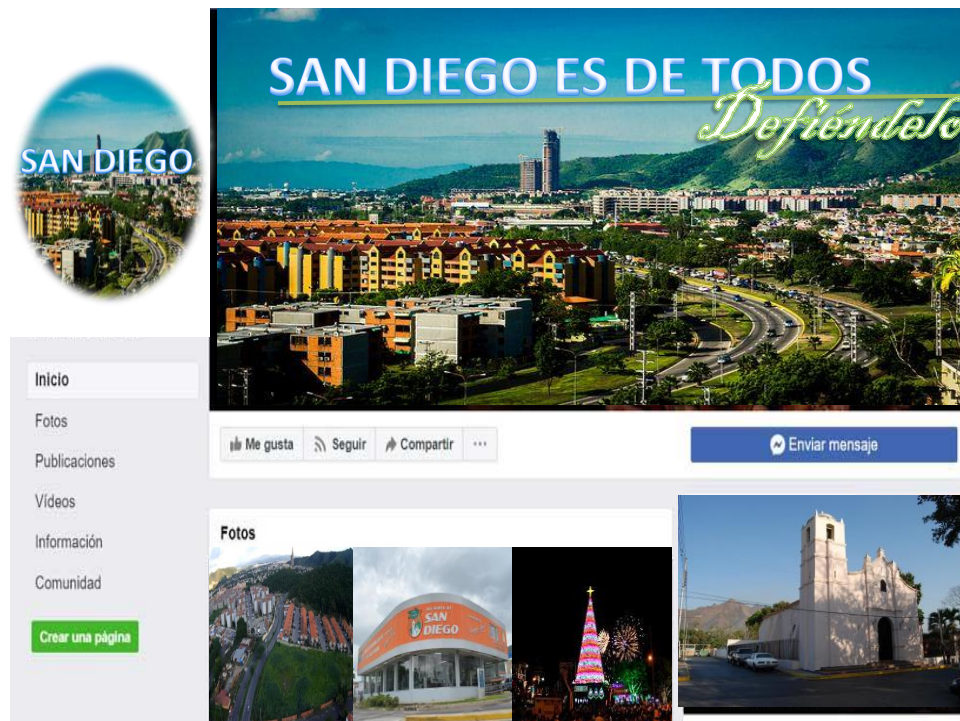 SAN DIEGO ES DE TODOS
Defiéndelo
SAN DIEGO
Inicio
Fotos
Publicaciones
Vídeos
Información
Comunidad
Crear una página
Me gusta
Seguir
Compartir
...
Enviar mensaje
Fotos
SAN
DIEGO